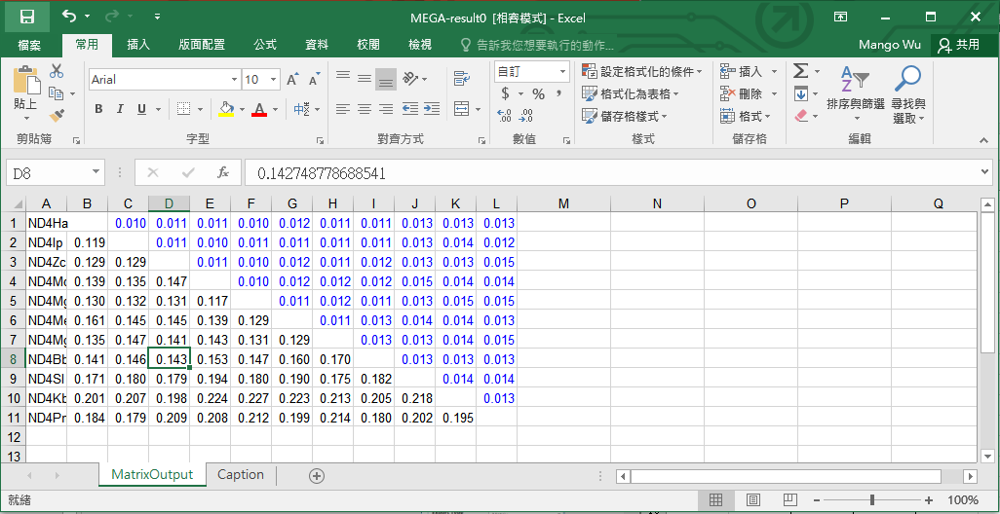 MEGA-result0 [相容模式] - Excel
檔案 常用 插入 版面配置 公式 資料 校閱 檢視 告訴我您想要執行的動作... Mango Wu 共用
貼上
Arial 10
B I U
自訂
$ % ,
設定格式化的條件
格式化為表格
儲存格樣式
插入
刪除
格式
排序與篩選
尋找與
選取
剪貼簿 字型 對齊方式 數值 樣式 儲存格 編輯
D8 fx 0.142748778688541
A B C D E F G H I J K L M N O P Q
1 ND4Ha 0.010 0.011 0.011 0.010 0.012 0.011 0.011 0.013 0.013 0.013
2 ND4Ip 0.119 0.011 0.010 0.011 0.011 0.011 0.011 0.013 0.014 0.012
3 ND4Zc 0.129 0.129 0.011 0.010 0.012 0.011 0.012 0.013 0.013 0.015
4 ND4Mc 0.139 0.135 0.147 0.010 0.012 0.012 0.012 0.015 0.014 0.014
5 ND4Mg 0.130 0.132 0.131 0.117 0.011 0.012 0.011 0.013 0.015 0.013
6 ND4Me 0.161 0.145 0.145 0.139 0.129 0.011 0.013 0.014 0.014 0.013
7 ND4Mg 0.135 0.147 0.141 0.143 0.131 0.129 0.013 0.013 0.014 0.015
8 ND4Bb 0.141 0.146 0.143 0.153 0.147 0.160 0.170 0.013 0.013 0.013
9 ND4Sl 0.171 0.180 0.179 0.194 0.180 0.190 0.175 0.182 0.014 0.014
10 ND4Kb 0.201 0.207 0.198 0.224 0.227 0.223 0.213 0.205 0.218 0.013
11 ND4Pr 0.184 0.179 0.209 0.208 0.212 0.199 0.214 0.180 0.202 0.195
12
13
MatrixOutput Caption
就緒 100%